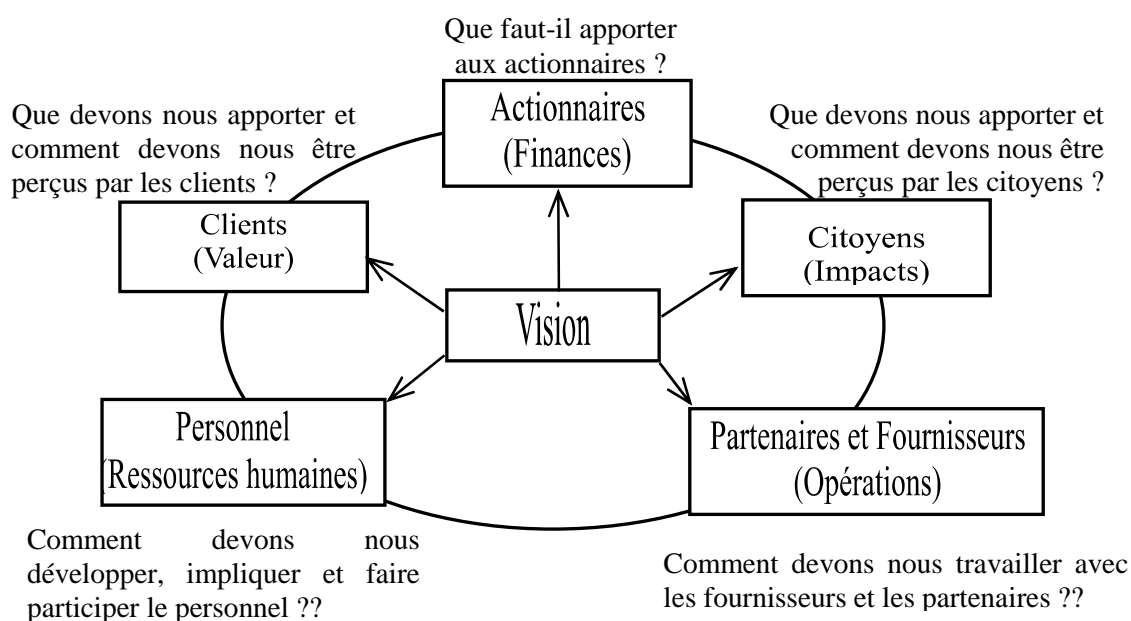 Que faut-il apporter
aux actionnaires ?
Actionnaires
(Finances)
Que devons nous apporter et
comment devons nous être
perçus par les clients ?
Que devons nous apporter et
comment devons nous être
perçus par les citoyens ?
Clients
(Valeur)
Citoyens
(Impacts)
Vision
Personnel
(Ressources humaines)
Partenaires et Fournisseurs
(Opérations)
Comment devons nous
développer, impliquer et faire
participer le personnel ??
Comment devons nous travailler avec
les fournisseurs et les partenaires ??